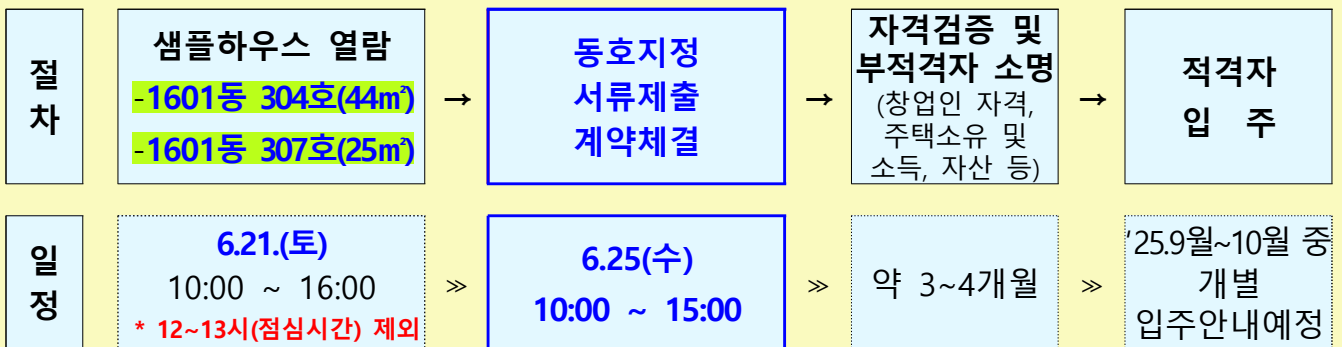 절
차
샘플하우스 열람
-1601동 304호(44㎡)
-1601동 307호(25㎡)
→
동호지정
서류제출
계약체결
→
자격검증 및
부적격자 소명
(창업인 자격,
주택소유 및
소득, 자산 등)
→
적격자
입 주
일
정
6.21.(토)
10:00 ~ 16:00
* 12~13시(점심시간) 제외
≫
6.25(수)
10:00 ~ 15:00
≫
약 3~4개월
≫
'25.9월~10월 중
개별
입주안내예정